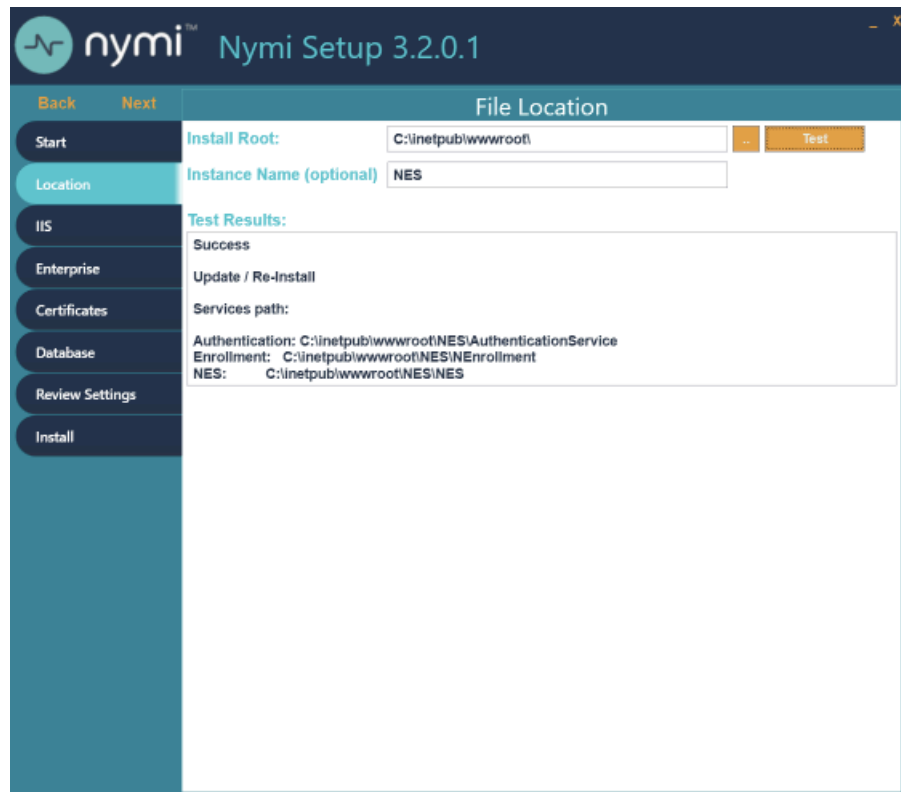 nymi™ Nymi Setup 3.2.0.1
_ X
Back Next
File Location
Start
Location
IIS
Enterprise
Certificates
Database
Review Settings
Install
Install Root: C:\inetpub\wwwroot\ .. Test
Instance Name (optional) NES
Test Results:
Success
Update / Re-Install
Services path:
Authentication: C:\inetpub\wwwroot\NES\AuthenticationService
Enrollment: C:\inetpub\wwwroot\NES\NEnrollment
NES: C:\inetpub\wwwroot\NES\NES